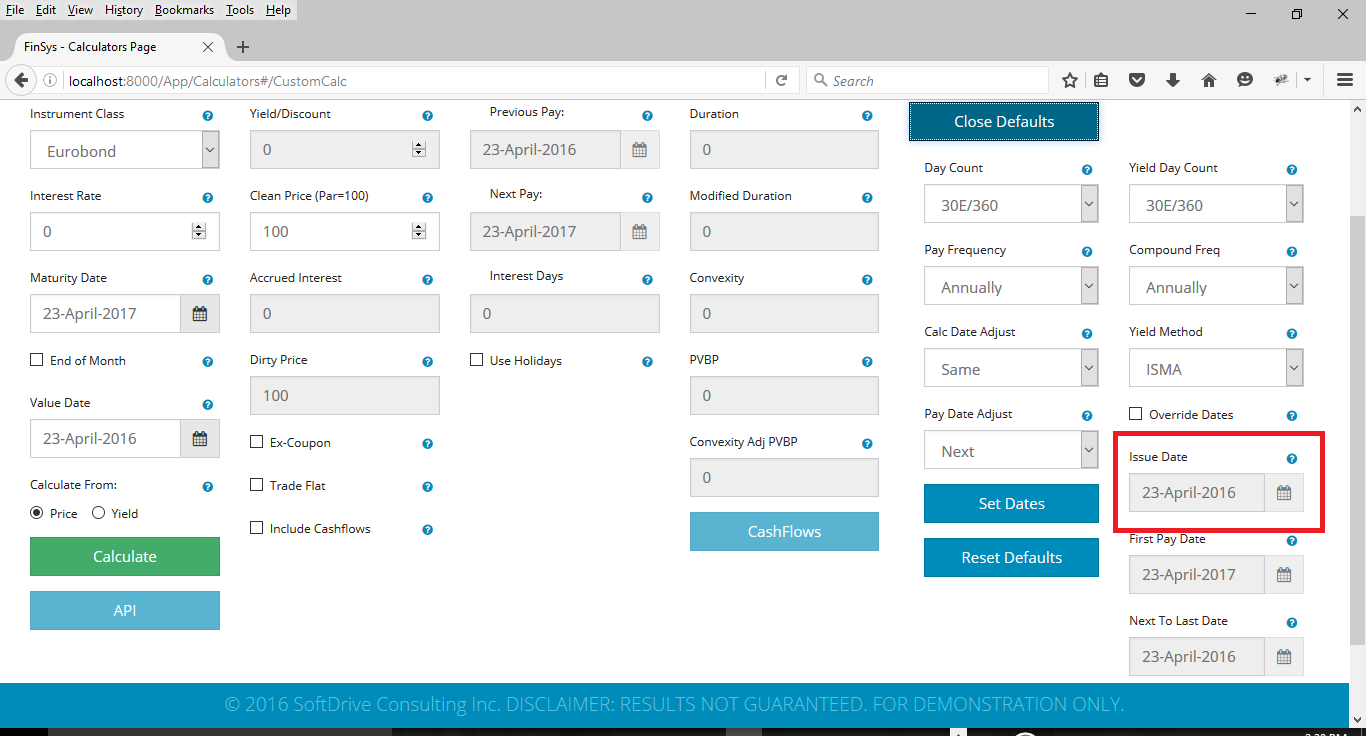 File Edit View History Bookmarks Tools Help
FinSys - Calculators Page
localhost:8000/App/Calculators#/CustomCalc
Search
Instrument Class
Eurobond
Interest Rate
0
Maturity Date
23-April-2017
End of Month
Value Date
23-April-2016
Calculate From:
Price Yield
Calculate
API
Yield/Discount
0
Clean Price (Par=100)
100
Accrued Interest
0
Dirty Price
100
Ex-Coupon
Trade Flat
Include Cashflows
Previous Pay:
23-April-2016
Next Pay:
23-April-2017
Interest Days
0
Use Holidays
Duration
0
Modified Duration
0
Convexity
0
PVBP
0
Convexity Adj PVBP
0
CashFlows
Close Defaults
Day Count
30E/360
Pay Frequency
Annually
Calc Date Adjust
Same
Pay Date Adjust
Next
Set Dates
Reset Defaults
Yield Day Count
30E/360
Compound Freq
Annually
Yield Method
ISMA
Override Dates
Issue Date
23-April-2016
First Pay Date
23-April-2017
Next To Last Date
23-April-2016
© 2016 SoftDrive Consulting Inc. DISCLAIMER: RESULTS NOT GUARANTEED. FOR DEMONSTRATION ONLY.